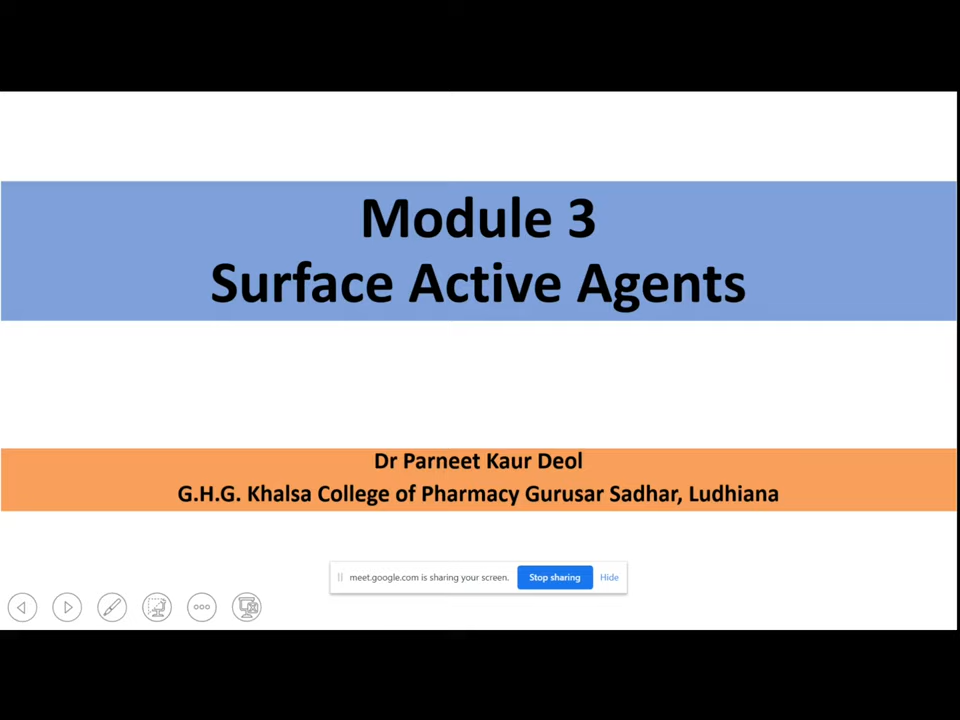 Module 3
Surface Active Agents
Dr Parneet Kaur Deol
G.H.G. Khalsa College of Pharmacy Gurusar Sadhar, Ludhiana
meet.google.com is sharing your screen. Stop sharing Hide